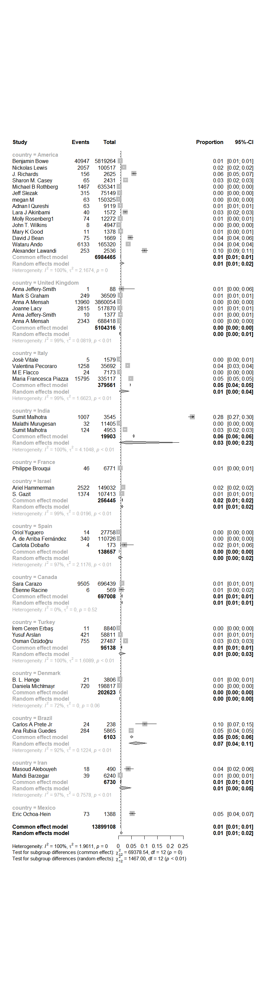 Study Events Total Proportion 95%-CI
country = America
Benjamin Bowe 40947 5819264 0.01 [0.01; 0.01]
Nickolas Lewis 2057 100517 0.02 [0.02; 0.02]
J. Richards 156 2625 0.06 [0.05; 0.07]
Sharon M. Casey 65 2431 0.03 [0.02; 0.03]
Michael B Rothberg 1467 635341 0.00 [0.00; 0.00]
Jeff Slezak 315 75149 0.00 [0.00; 0.00]
megan M 63 150325 0.00 [0.00; 0.00]
Adnan I Qureshi 63 9119 0.01 [0.01; 0.01]
Lara J Akinbami 40 1572 0.03 [0.02; 0.03]
Molly Rosenberg1 74 12272 0.01 [0.00; 0.01]
John T. Wilkins 8 4947 0.00 [0.00; 0.00]
Mary K Good 11 1378 0.01 [0.00; 0.01]
David J Bean 75 1669 0.04 [0.04; 0.06]
Wataru Ando 6133 165320 0.04 [0.04; 0.04]
Alexander Lawandi 253 2536 0.10 [0.09; 0.11]
Common effect model 6984465 0.01 [0.01; 0.01]
Random effects model 0.01 [0.01; 0.02]
Heterogeneity: I² = 100%, τ² = 2.1674, p = 0
country = United Kingdom
Anna Jeffery-Smith 1 88 0.01 [0.00; 0.06]
Mark S Graham 249 36509 0.01 [0.01; 0.01]
Anna A Mensah 13960 3860054 0.00 [0.00; 0.00]
Joanne Lacy 2815 517870 0.01 [0.01; 0.01]
Anna Jeffery-Smith 10 1377 0.01 [0.00; 0.01]
Anna A Mensah 2343 688418 0.00 [0.00; 0.00]
Common effect model 5104316 0.00 [0.00; 0.00]
Random effects model 0.00 [0.00; 0.01]
Heterogeneity: I² = 99%, τ² = 0.0819, p < 0.01
country = Italy
Josè Vitale 5 1579 0.00 [0.00; 0.01]
Valentina Pecoraro 1258 35692 0.04 [0.03; 0.04]
M E Flacco 24 7173 0.00 [0.00; 0.00]
Maria Francesca Piazza 15795 335117 0.05 [0.05; 0.05]
Common effect model 379561 0.05 [0.04; 0.05]
Random effects model 0.01 [0.00; 0.04]
Heterogeneity: I² = 99%, τ² = 1.6623, p < 0.01
country = India
Sumit Malhotra 1007 3545 0.28 [0.27; 0.30]
Malathi Murugesan 32 11405 0.00 [0.00; 0.00]
Sumit Malhotra 124 4953 0.03 [0.02; 0.03]
Common effect model 19903 0.06 [0.06; 0.06]
Random effects model 0.03 [0.00; 0.23]
Heterogeneity: I² = 100%, τ² = 4.1048, p < 0.01
country = France
Philippe Brouqui 46 6771 0.01 [0.00; 0.01]
country = Israel
Ariel Hammerman 2522 149032 0.02 [0.02; 0.02]
S. Gazit 1374 107413 0.01 [0.01; 0.01]
Common effect model 256445 0.02 [0.01; 0.02]
Random effects model 0.01 [0.01; 0.02]
Heterogeneity: I² = 99%, τ² = 0.0196, p < 0.01
country = Spain
Oriol Yuguero 14 27758 0.00 [0.00; 0.00]
A. de Arriba Fernández 340 110726 0.00 [0.00; 0.00]
Carlota Dobaño 4 173 0.02 [0.01; 0.06]
Common effect model 138657 0.00 [0.00; 0.00]
Random effects model 0.00 [0.00; 0.02]
Heterogeneity: I² = 97%, τ² = 2.1176, p < 0.01
country = Canada
Sara Carazo 9505 696439 0.01 [0.01; 0.01]
Étienne Racine 6 569 0.01 [0.00; 0.02]
Common effect model 697008 0.01 [0.01; 0.01]
Random effects model 0.01 [0.01; 0.01]
Heterogeneity: I² = 0%, τ² = 0, p = 0.52
country = Turkey
İrem Ceren Erbaş 11 8840 0.00 [0.00; 0.00]
Yusuf Arslan 421 58811 0.01 [0.01; 0.01]
Osman Özüdoğru 755 27487 0.03 [0.03; 0.03]
Common effect model 95138 0.01 [0.01; 0.01]
Random effects model 0.01 [0.00; 0.03]
Heterogeneity: I² = 100%, τ² = 1.6089, p < 0.01
country = Denmark
B. L. Hønge 21 3806 0.01 [0.00; 0.01]
Daniela Michlmayr 720 198817 0.00 [0.00; 0.00]
Common effect model 202623 0.00 [0.00; 0.00]
Random effects model 0.00 [0.00; 0.00]
Heterogeneity: I² = 72%, τ² = 0, p = 0.06
country = Brazil
Carlos A Prete Jr 24 238 0.10 [0.07; 0.15]
Ana Rubia Guedes 284 5865 0.05 [0.04; 0.05]
Common effect model 6103 0.05 [0.05; 0.06]
Random effects model 0.07 [0.04; 0.11]
Heterogeneity: I² = 92%, τ² = 0.1224, p < 0.01
country = Iran
Masoud Alebouyeh 18 490 0.04 [0.02; 0.06]
Mahdi Barzegar 39 6240 0.01 [0.00; 0.01]
Common effect model 6730 0.01 [0.01; 0.01]
Random effects model 0.01 [0.00; 0.05]
Heterogeneity: I² = 97%, τ² = 0.7578, p < 0.01
country = Mexico
Eric Ochoa-Hein 73 1388 0.05 [0.04; 0.07]
Common effect model 13899108 0.01 [0.01; 0.01]
Random effects model 0.01 [0.01; 0.02]
Heterogeneity: I² = 100%, τ² = 1.9611, p = 0 0 0.05 0.1 0.15 0.2 0.25
Test for subgroup differences (common effect): χ²₁₂ = 69378.54, df = 12 (p = 0)
Test for subgroup differences (random effects): χ²₁₂ = 1467.00, df = 12 (p < 0.01)